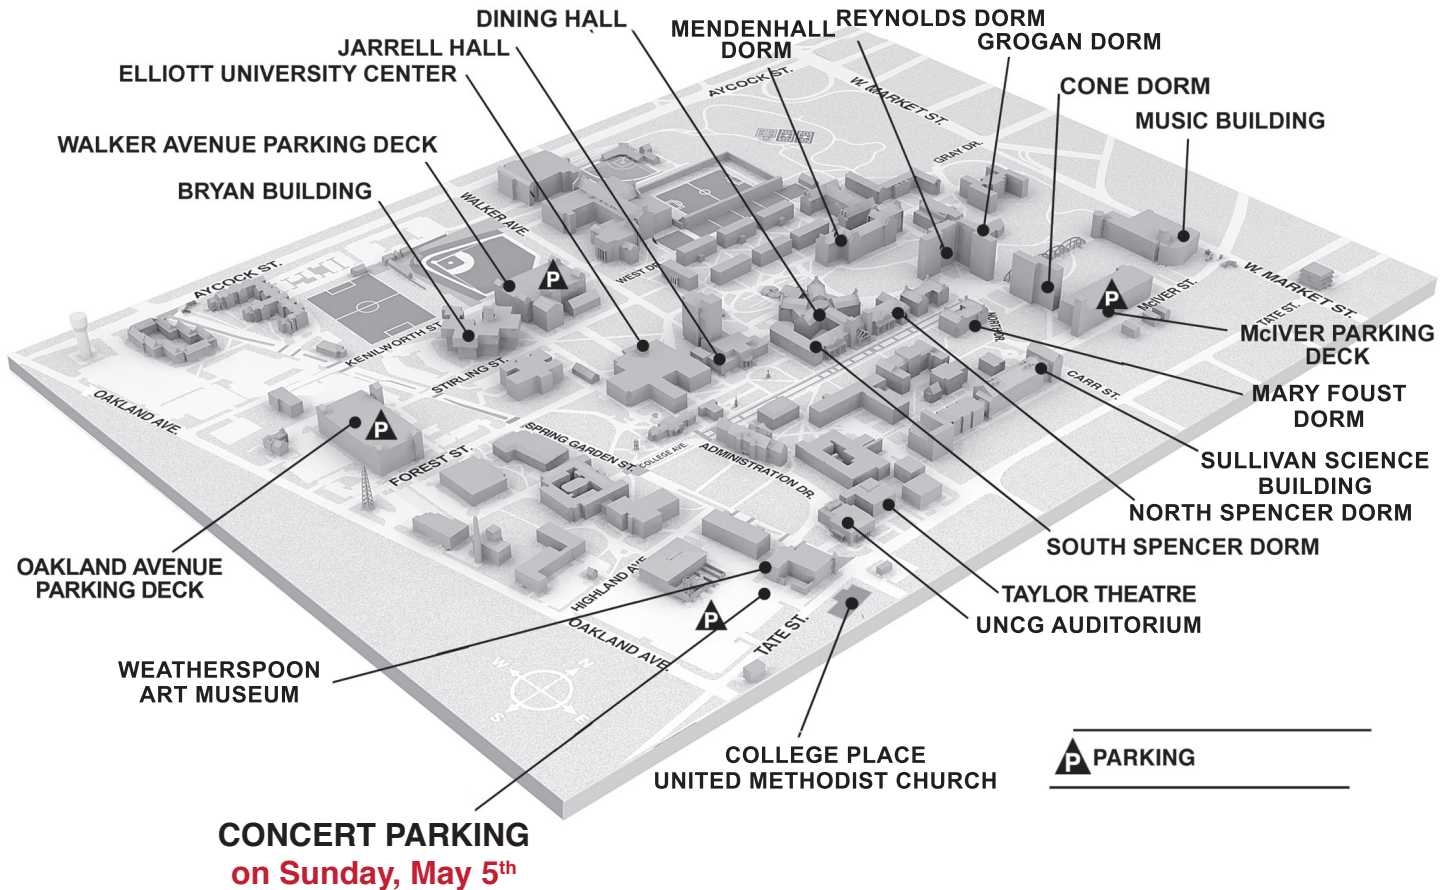 DINING HALL
REYNOLDS DORM
MENDENHALL
DORM
GROGAN DORM
JARRELL HALL
ELLIOTT UNIVERSITY CENTER
CONE DORM
MUSIC BUILDING
WALKER AVENUE PARKING DECK
BRYAN BUILDING
AYCOCK ST.
W. MARKET ST.
GRAY DR.
WALKER AVE.
AYCOCK ST.
WEST DR.
P
W. MARKET ST.
McIVER ST.
TATE ST.
P
NORTH DR.
KENILWORTH ST.
STIRLING ST.
McIVER PARKING
DECK
CARR ST.
MARY FOUST
DORM
OAKLAND AVE.
P
FOREST ST.
SPRING GARDEN ST.
COLLEGE AVE.
ADMINISTRATION DR.
SULLIVAN SCIENCE
BUILDING
NORTH SPENCER DORM
SOUTH SPENCER DORM
OAKLAND AVENUE
PARKING DECK
HIGHLAND AVE.
TAYLOR THEATRE
UNCG AUDITORIUM
P
OAKLAND AVE.
TATE ST.
WEATHERSPOON
ART MUSEUM
W
N
S
E
COLLEGE PLACE
UNITED METHODIST CHURCH
P PARKING
CONCERT PARKING
on Sunday, May 5th